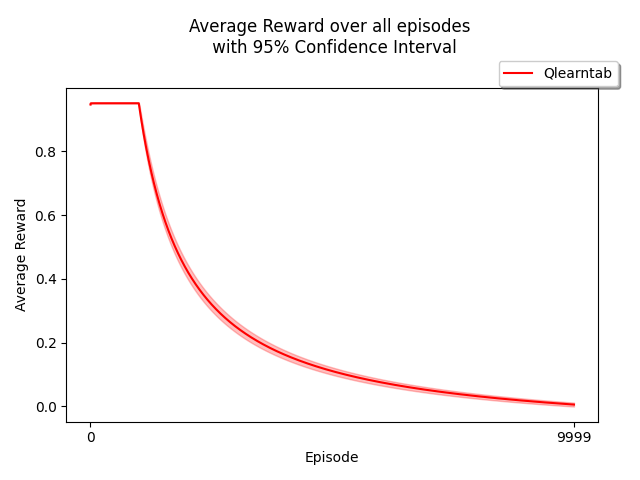 Average Reward over all episodes
with 95% Confidence Interval
Qlearntab
0.8
0.6
0.4
0.2
0.0
Average Reward
0
9999
Episode